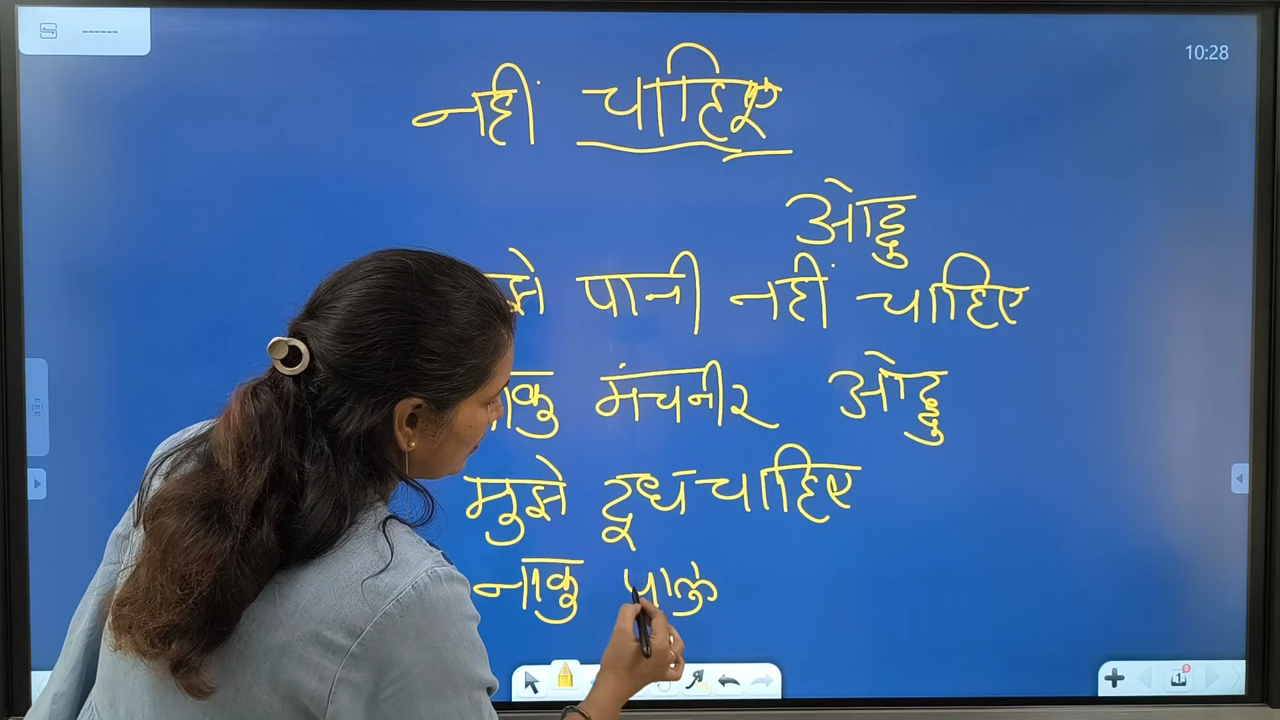 10:28
नहीं चाहिए
ओद्दु
पानी नहीं चाहिए
मंचनीर ओद्दु
मुझे दूध चाहिए
नाकु पालु